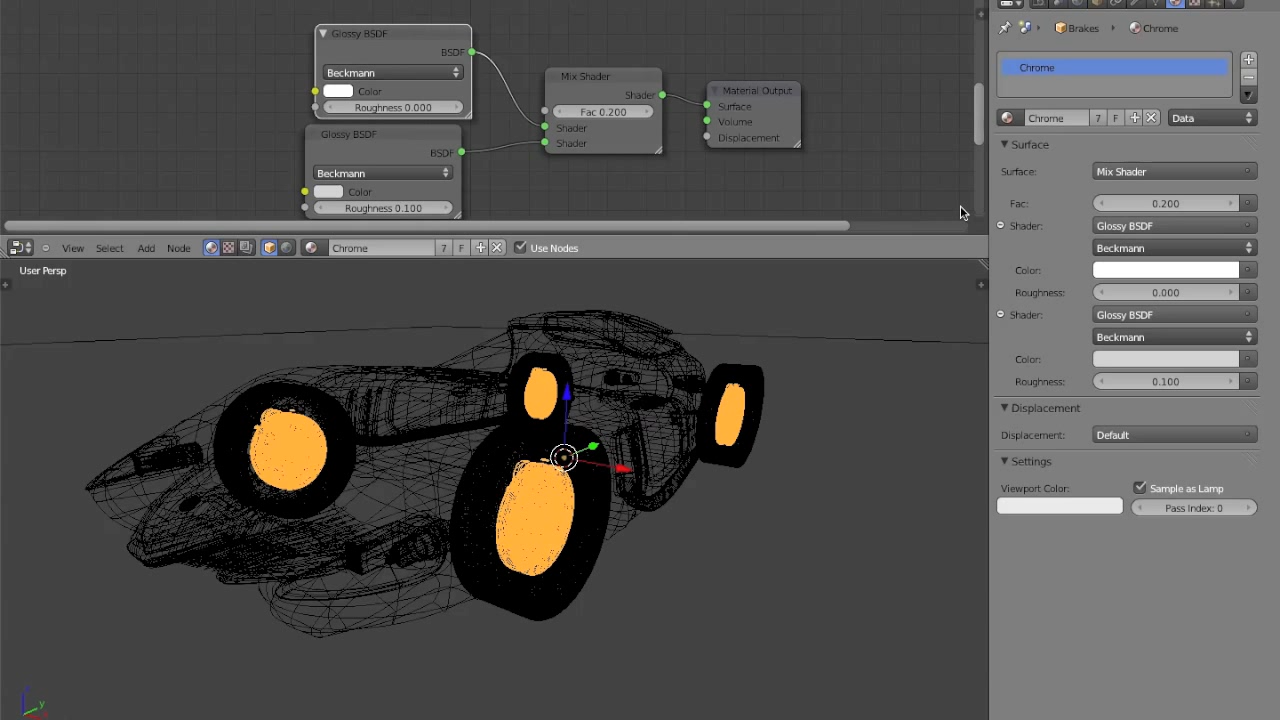 Glossy BSDF
BSDF
Beckmann
Color
Roughness 0.000
Glossy BSDF
BSDF
Beckmann
Color
Roughness 0.100
Mix Shader
Shader
Fac 0.200
Shader
Shader
Material Output
Surface
Volume
Displacement
View Select Add Node Chrome 7 F Use Nodes
User Persp
y
Brakes Chrome
Chrome
Chrome 7 F Data
Surface
Surface: Mix Shader
Fac: 0.200
Shader: Glossy BSDF
Beckmann
Color:
Roughness: 0.000
Shader: Glossy BSDF
Beckmann
Color:
Roughness: 0.100
Displacement
Displacement: Default
Settings
Viewport Color: Sample as Lamp
Pass Index: 0